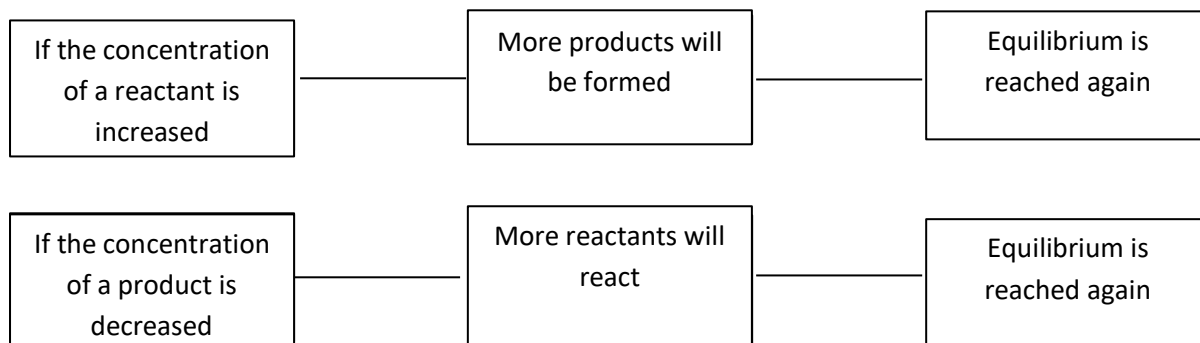 If the concentration
of a reactant is
increased
More products will
be formed
Equilibrium is
reached again
If the concentration
of a product is
decreased
More reactants will
react
Equilibrium is
reached again